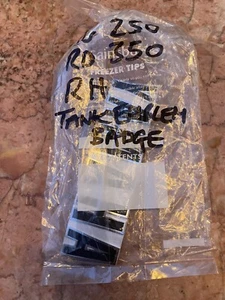 250
RD 350
FREEZER TIPS
RH
TANK EMBLEM
BADGE